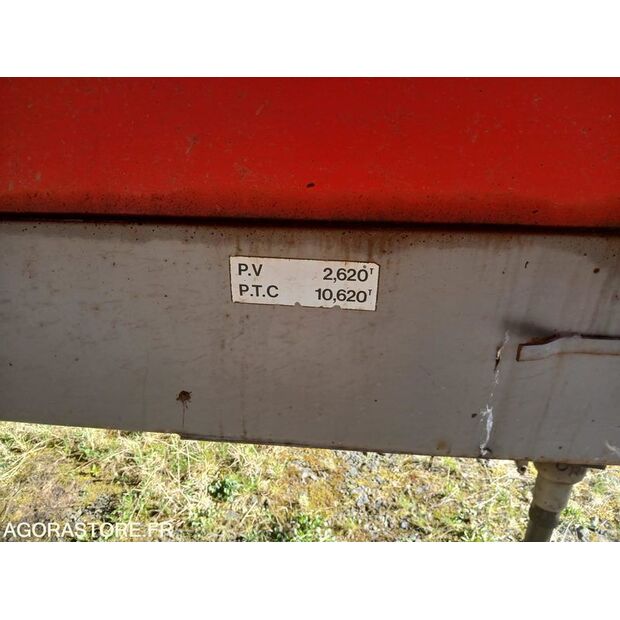 P.V 2,620T
P.T.C 10,620T
AGORASTORE.FR